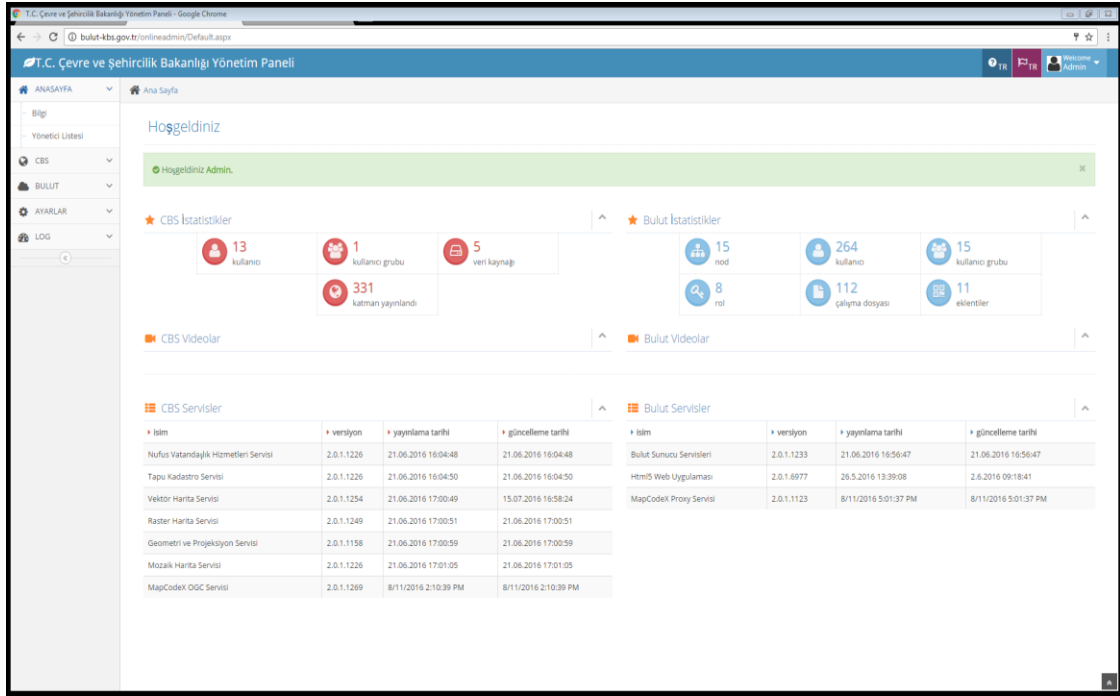 T.C. Çevre ve Şehircilik Bakanlığı Yönetim Paneli - Google Chrome
bulut-kbs.gov.tr/onlineadmin/Default.aspx
T.C. Çevre ve Şehircilik Bakanlığı Yönetim Paneli
TR
TR
Welcome
Admin
ANASAYFA
Bilgi
Yönetici Listesi
CBS
BULUT
AYARLAR
LOG
Ana Sayfa
Hoşgeldiniz
Hoşgeldiniz Admin.
CBS İstatistikler
13 kullanıcı
1 kullanıcı grubu
5 veri kaynağı
331 katman yayınlandı
Bulut İstatistikler
15 nod
264 kullanıcı
15 kullanıcı grubu
8 rol
112 çalışma dosyası
11 eklentiler
CBS Videolar
Bulut Videolar
CBS Servisler
isim versiyon yayınlama tarihi güncelleme tarihi
Nufus Vatandaşlık Hizmetleri Servisi 2.0.1.1226 21.06.2016 16:04:48 21.06.2016 16:04:48
Tapu Kadastro Servisi 2.0.1.1226 21.06.2016 16:04:50 21.06.2016 16:04:50
Vektör Harita Servisi 2.0.1.1254 21.06.2016 17:00:49 15.07.2016 16:58:24
Raster Harita Servisi 2.0.1.1249 21.06.2016 17:00:51 21.06.2016 17:00:51
Geometri ve Projeksiyon Servisi 2.0.1.1158 21.06.2016 17:00:59 21.06.2016 17:00:59
Mozaik Harita Servisi 2.0.1.1226 21.06.2016 17:01:05 21.06.2016 17:01:05
MapCodeX OGC Servisi 2.0.1.1269 8/11/2016 2:10:39 PM 8/11/2016 2:10:39 PM
Bulut Servisler
isim versiyon yayınlama tarihi güncelleme tarihi
Bulut Sunucu Servisleri 2.0.1.1233 21.06.2016 16:56:47 21.06.2016 16:56:47
Html5 Web Uygulaması 2.0.1.6977 26.5.2016 13:39:08 2.6.2016 09:18:41
MapCodeX Proxy Servisi 2.0.1.1123 8/11/2016 5:01:37 PM 8/11/2016 5:01:37 PM